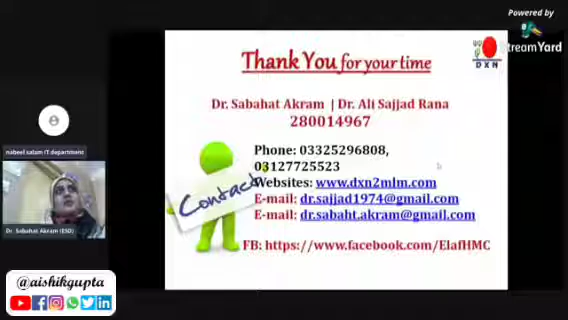 Powered by
StreamYard
Thank You for your time
DXN
Dr. Sabahat Akram | Dr. Ali Sajjad Rana
280014967
Phone: 03325296808,
03127725523
Websites: www.dxn2mlm.com
E-mail: dr.sajjad1974@gmail.com
E-mail: dr.sabaht.akram@gmail.com
Contact
FB: https://www.facebook.com/ElafHMC
nabeel salam IT department
Dr. Sabahat Akram (ESD)
@aishikgupta